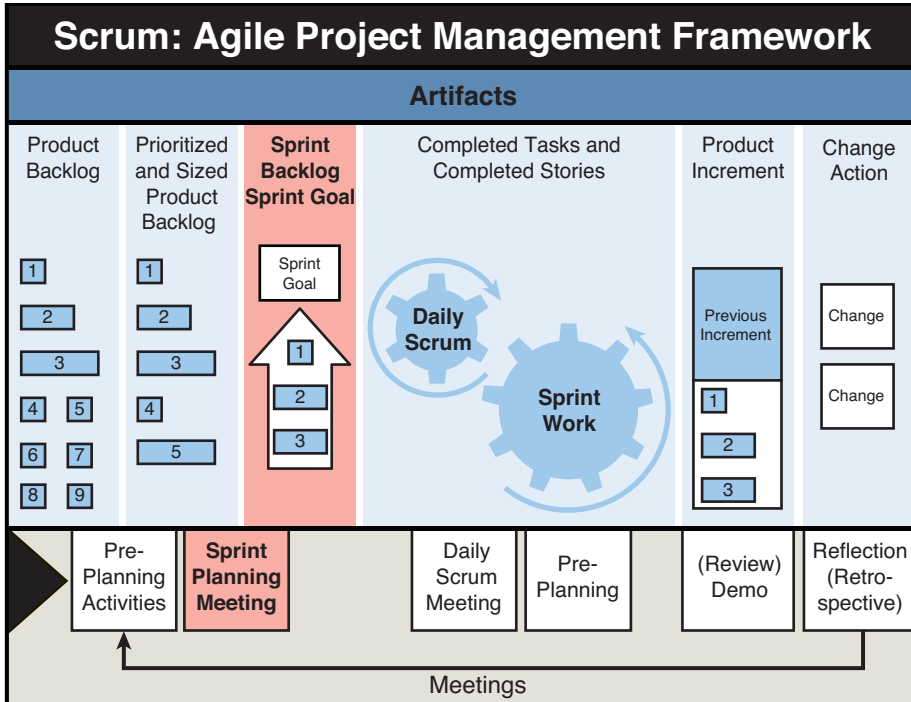 Scrum: Agile Project Management Framework
Artifacts
Product
Backlog
Prioritized
and Sized
Product
Backlog
Sprint
Backlog
Sprint Goal
Completed Tasks and
Completed Stories
Product
Increment
Change
Action
1
2
3
4 5
6 7
8 9
1
2
3
4
5
Sprint
Goal
1
2
3
Daily
Scrum
Sprint
Work
Previous
Increment
1
2
3
Change
Change
Pre-
Planning
Activities
Sprint
Planning
Meeting
Daily
Scrum
Meeting
Pre-
Planning
(Review)
Demo
Reflection
(Retro-
spective)
Meetings